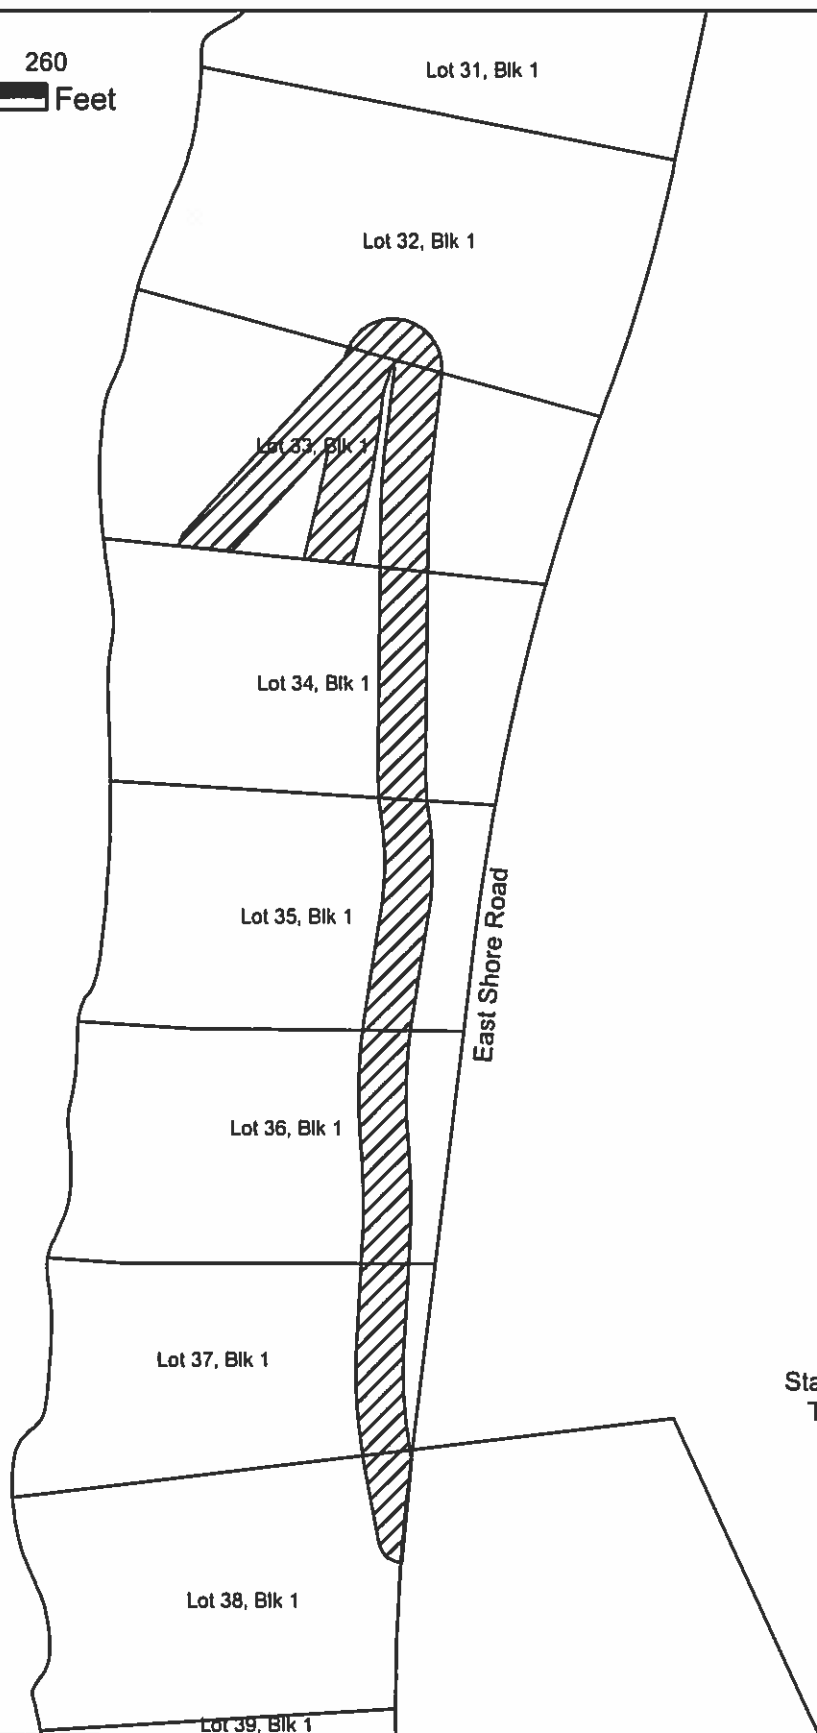 260
Feet
Lot 31, Blk 1
Lot 32, Blk 1
Lot 33, Blk 1
Lot 34, Blk 1
Lot 35, Blk 1
East Shore Road
Lot 36, Blk 1
Lot 37, Blk 1
Sta
T
Lot 38, Blk 1
Lot 39, Blk 1